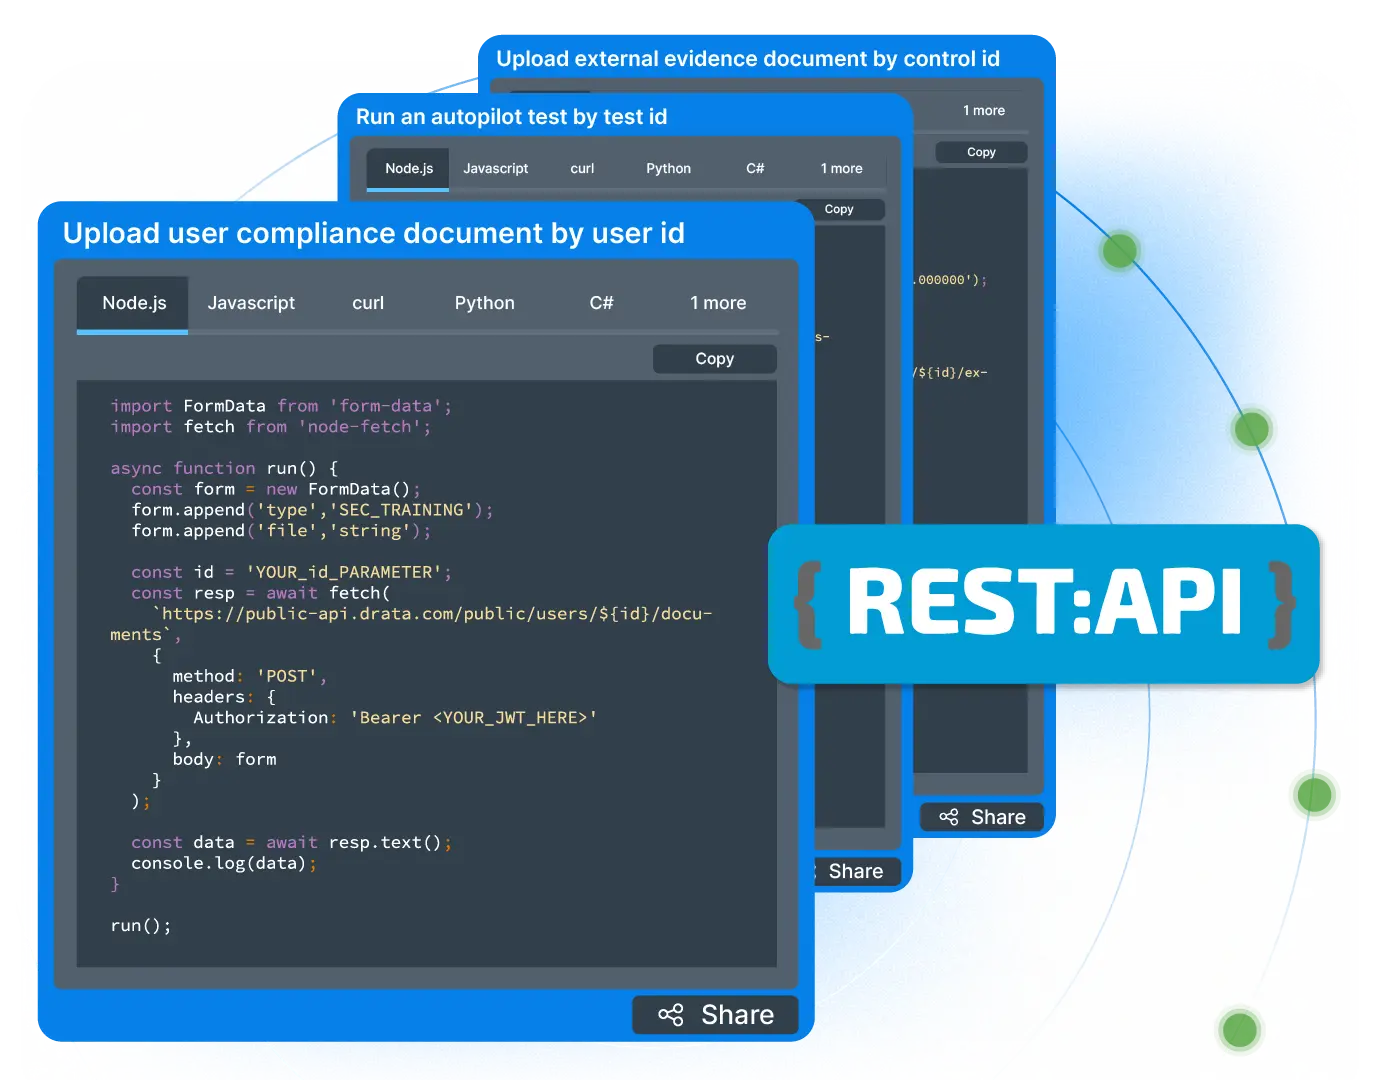 Upload external evidence document by control id
1 more
Copy
.000000');
/${id}/ex-
Share
Run an autopilot test by test id
Node.js Javascript curl Python C# 1 more
Copy
s-
Share
Upload user compliance document by user id
Node.js Javascript curl Python C# 1 more
Copy
import FormData from 'form-data';
import fetch from 'node-fetch';
async function run() {
  const form = new FormData();
  form.append('type','SEC_TRAINING');
  form.append('file','string');
  const id = 'YOUR_id_PARAMETER';
  const resp = await fetch(
    `https://public-api.drata.com/public/users/${id}/docu-
ments`,
    {
      method: 'POST',
      headers: {
        Authorization: 'Bearer <YOUR_JWT_HERE>'
      },
      body: form
    }
  );
  const data = await resp.text();
  console.log(data);
}
run();
Share
{ REST:API }